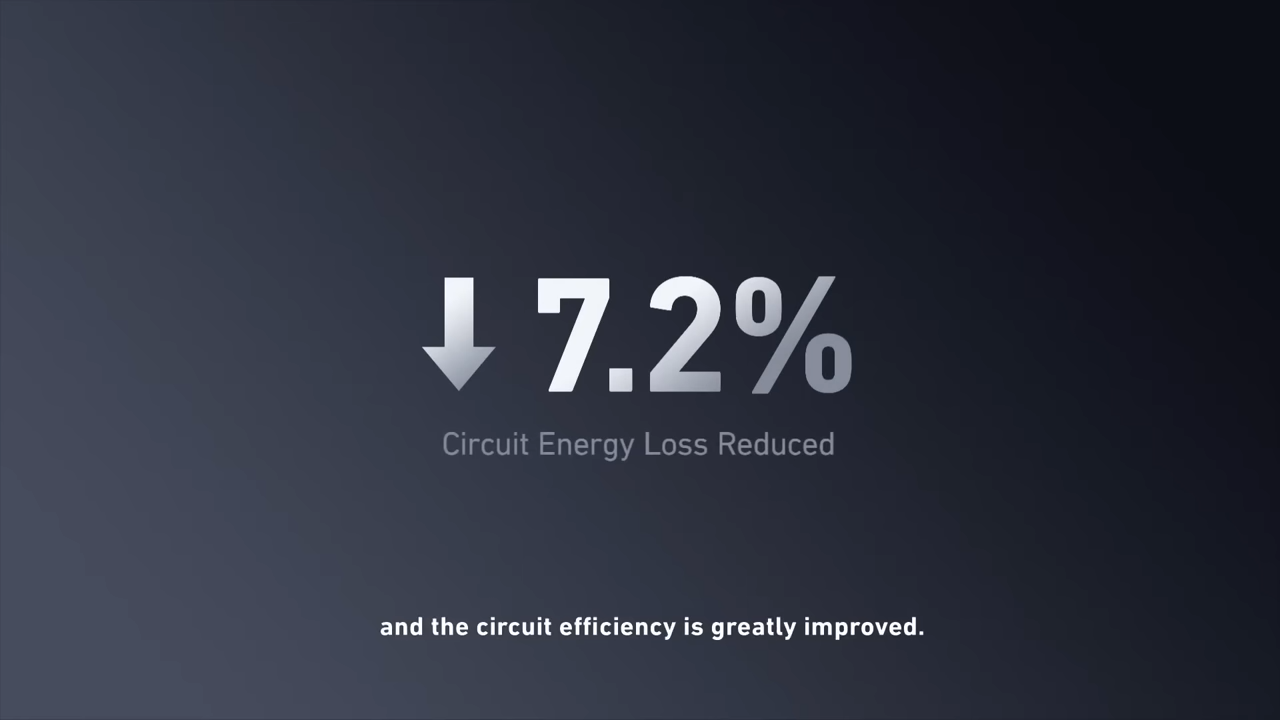 ↓ 7.2%
Circuit Energy Loss Reduced
and the circuit efficiency is greatly improved.